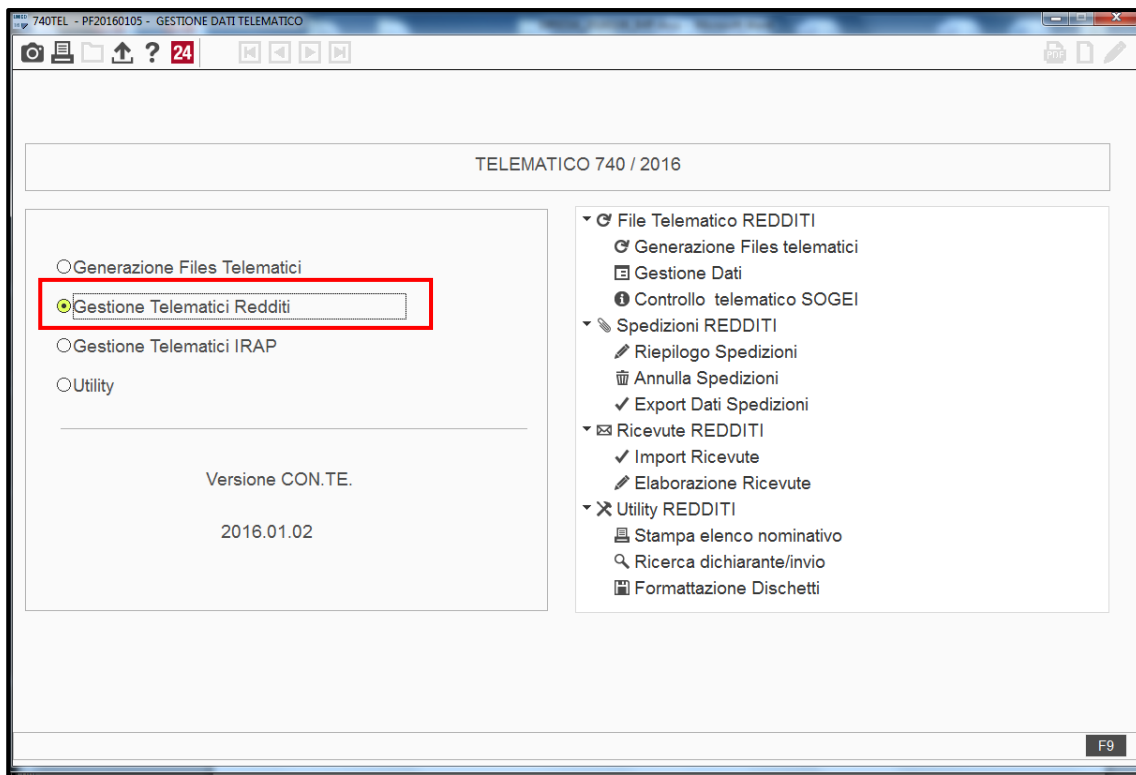 740TEL - PF20160105 - GESTIONE DATI TELEMATICO
? 24
PDF
TELEMATICO 740 / 2016
Generazione Files Telematici
Gestione Telematici Redditi
Gestione Telematici IRAP
Utility
Versione CON.TE.
2016.01.02
File Telematico REDDITI
Generazione Files telematici
Gestione Dati
Controllo telematico SOGEI
Spedizioni REDDITI
Riepilogo Spedizioni
Annulla Spedizioni
Export Dati Spedizioni
Ricevute REDDITI
Import Ricevute
Elaborazione Ricevute
Utility REDDITI
Stampa elenco nominativo
Ricerca dichiarante/invio
Formattazione Dischetti
F9